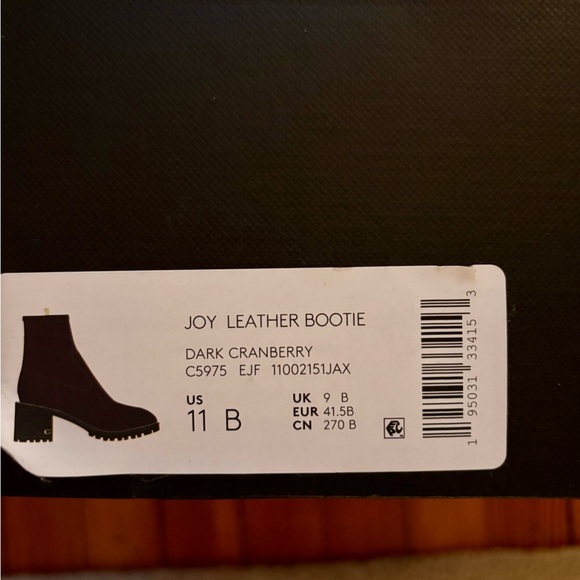 JOY LEATHER BOOTIE
DARK CRANBERRY
C5975 EJF 11002151JAX
US
11 B
UK 9 B
EUR 41.5B
CN 270 B
1 95031 33415 3